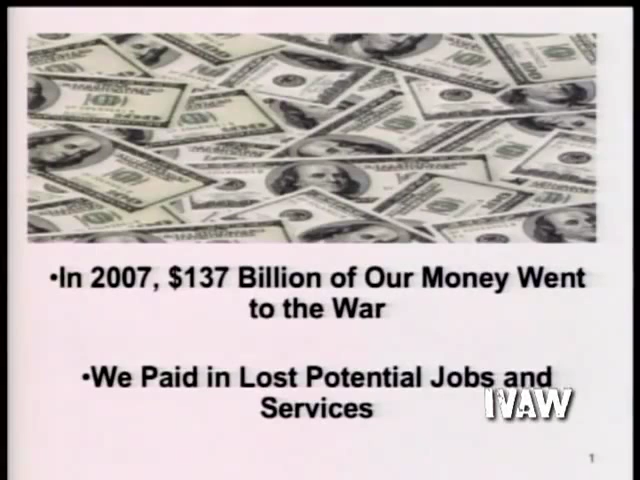 •In 2007, $137 Billion of Our Money Went
to the War
•We Paid in Lost Potential Jobs and
Services
IVAW
1